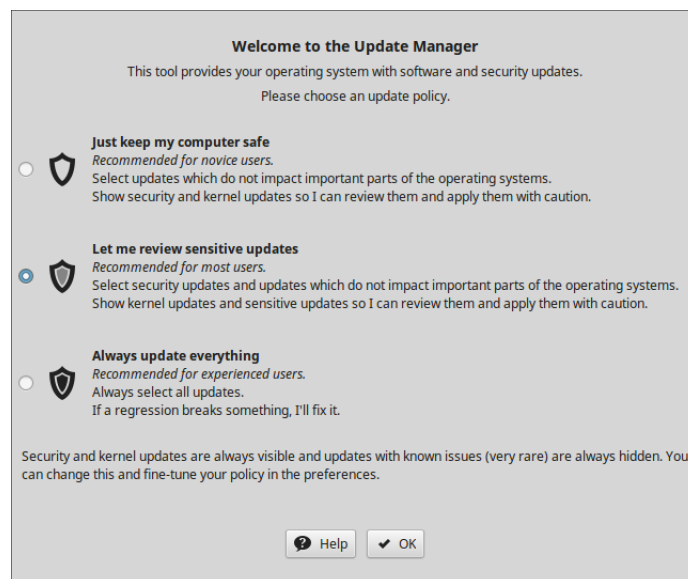 Welcome to the Update Manager
This tool provides your operating system with software and security updates.
Please choose an update policy.
Just keep my computer safe
Recommended for novice users.
Select updates which do not impact important parts of the operating systems.
Show security and kernel updates so I can review them and apply them with caution.
Let me review sensitive updates
Recommended for most users.
Select security updates and updates which do not impact important parts of the operating systems.
Show kernel updates and sensitive updates so I can review them and apply them with caution.
Always update everything
Recommended for experienced users.
Always select all updates.
If a regression breaks something, I'll fix it.
Security and kernel updates are always visible and updates with known issues (very rare) are always hidden. You
can change this and fine-tune your policy in the preferences.
Help OK